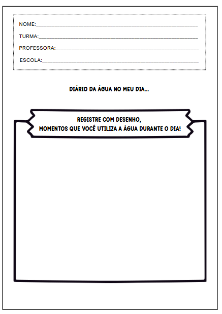 NOME:
TURMA:
PROFESSORA:
ESCOLA:
DIÁRIO DA ÁGUA NO MEU DIA...
REGISTRE COM DESENHO,
MOMENTOS QUE VOCÊ UTILIZA A ÁGUA DURANTE O DIA!